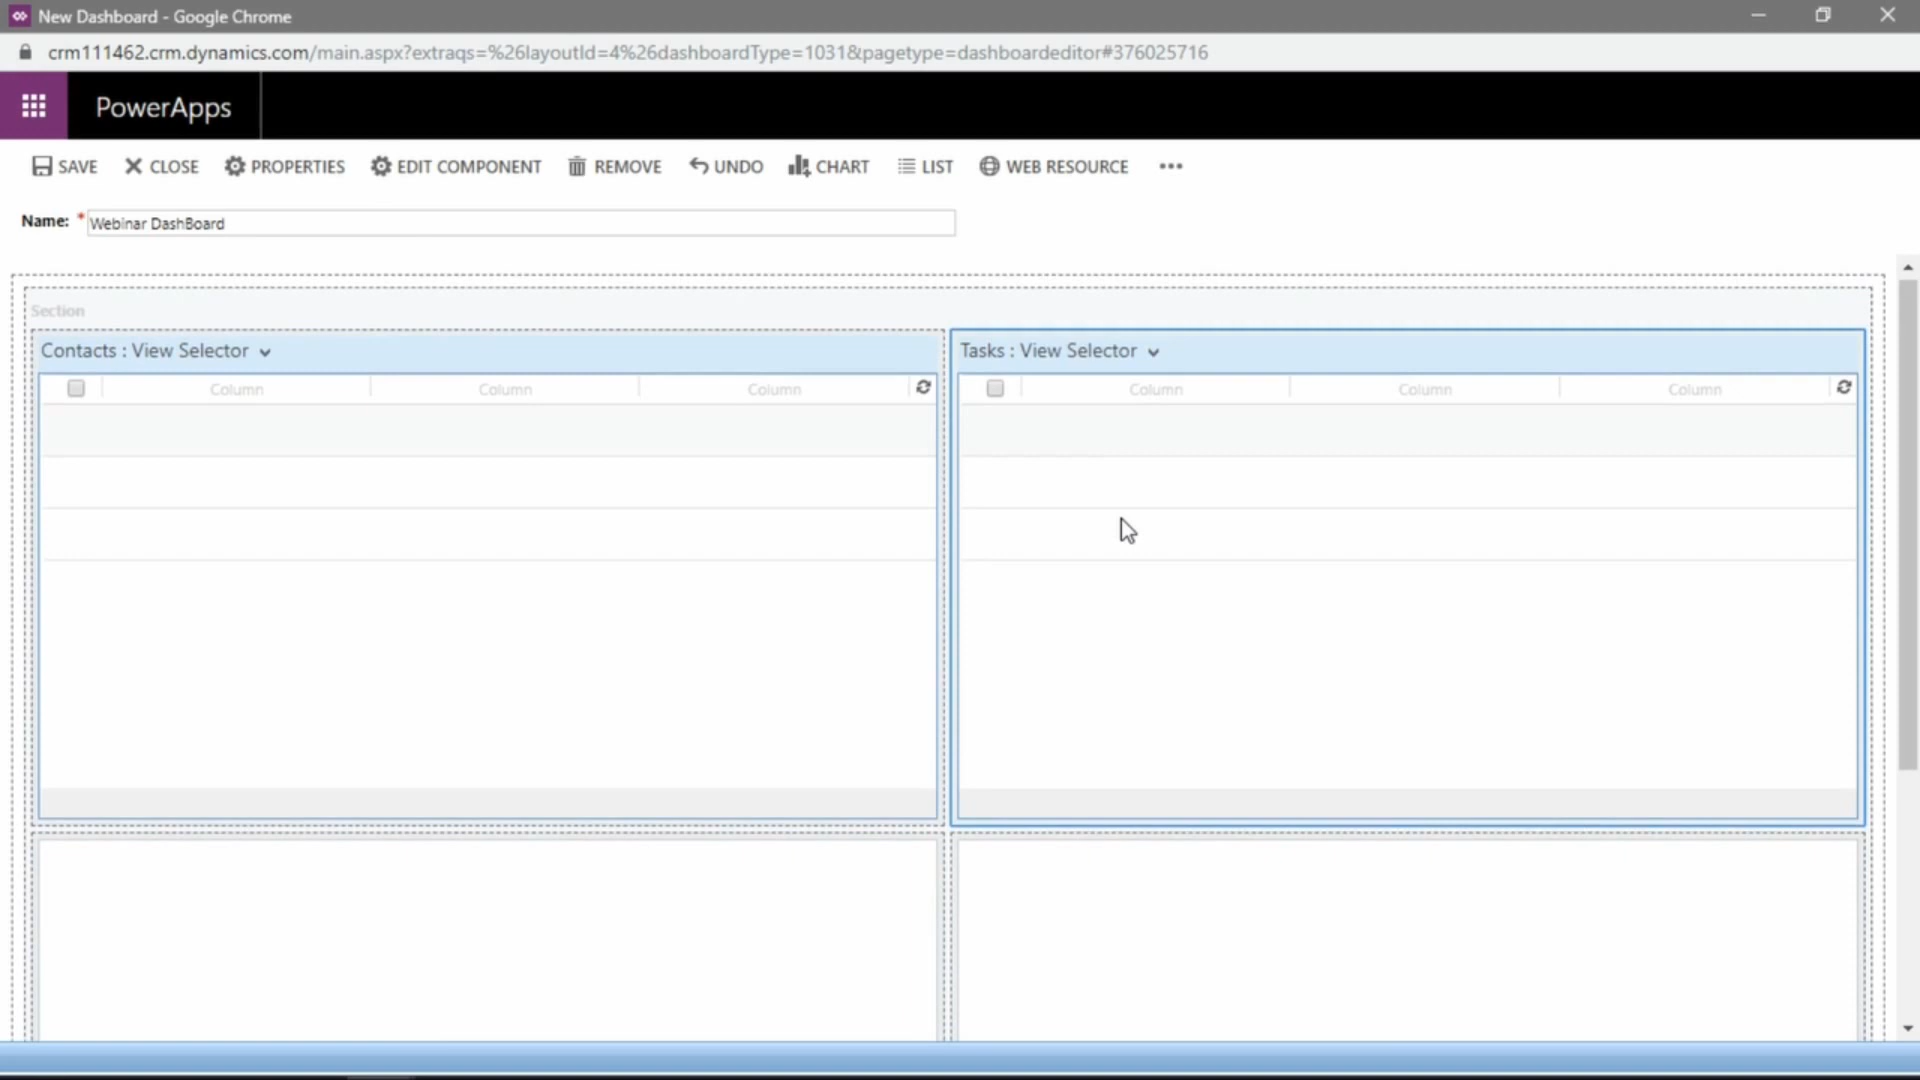 New Dashboard - Google Chrome
crm111462.crm.dynamics.com/main.aspx?extraqs=%26layoutId=4%26dashboardType=1031&pagetype=dashboardeditor#376025716
PowerApps
SAVE CLOSE PROPERTIES EDIT COMPONENT REMOVE UNDO CHART LIST WEB RESOURCE •••
Name: * Webinar DashBoard
Section
Contacts : View Selector
Column Column Column
Tasks : View Selector
Column Column Column